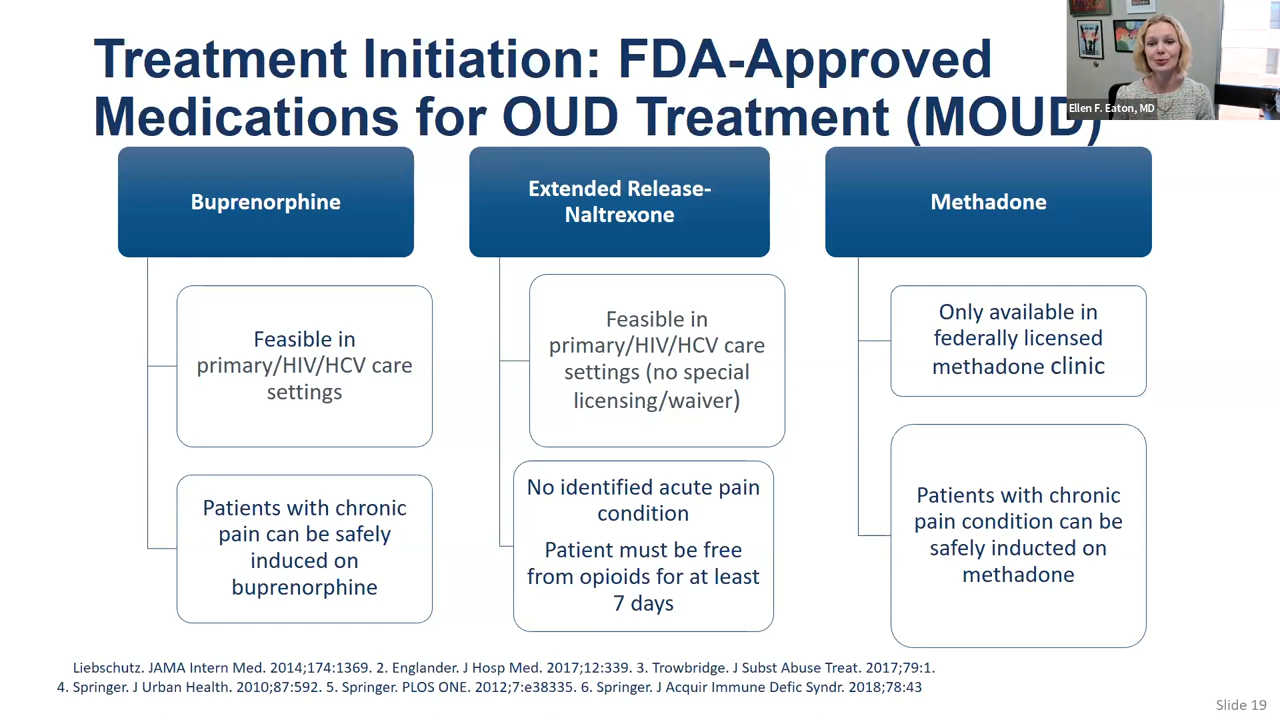 Treatment Initiation: FDA-Approved
Medications for OUD Treatment (MOUD)
Ellen F. Eaton, MD
Buprenorphine
Feasible in
primary/HIV/HCV care
settings
Patients with chronic
pain can be safely
induced on
buprenorphine
Extended Release-
Naltrexone
Feasible in
primary/HIV/HCV care
settings (no special
licensing/waiver)
No identified acute pain
condition
Patient must be free
from opioids for at least
7 days
Methadone
Only available in
federally licensed
methadone clinic
Patients with chronic
pain condition can be
safely inducted on
methadone
Liebschutz. JAMA Intern Med. 2014;174:1369. 2. Englander. J Hosp Med. 2017;12:339. 3. Trowbridge. J Subst Abuse Treat. 2017;79:1.
4. Springer. J Urban Health. 2010;87:592. 5. Springer. PLOS ONE. 2012;7:e38335. 6. Springer. J Acquir Immune Defic Syndr. 2018;78:43
Slide 19